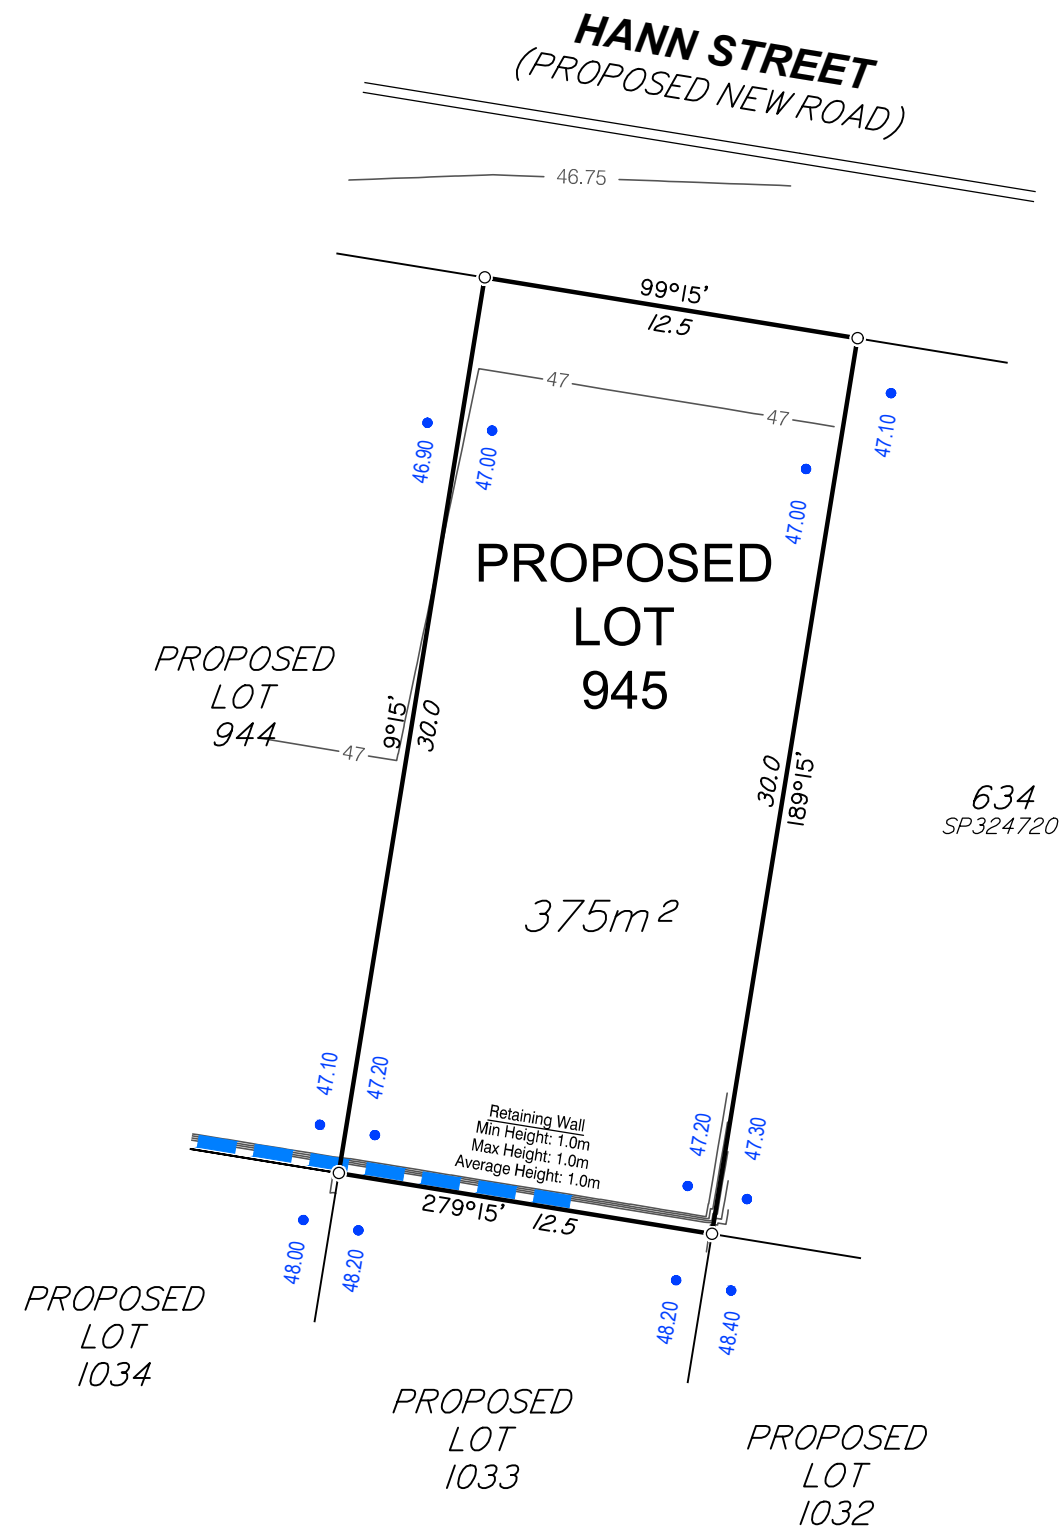 HANN STREET
(PROPOSED NEW ROAD)
46.75
99°15'
12.5
47
47
46.90
47.00
47.10
47.00
PROPOSED
LOT
945
PROPOSED
LOT
944
47
9°15'
30.0
30.0
189°15'
634
SP324720
375m²
47.10
47.20
Retaining Wall
Min Height: 1.0m
Max Height: 1.0m
Average Height: 1.0m
47.20
47.30
279°15'
12.5
48.00
48.20
48.20
48.40
PROPOSED
LOT
1034
PROPOSED
LOT
1033
PROPOSED
LOT
1032